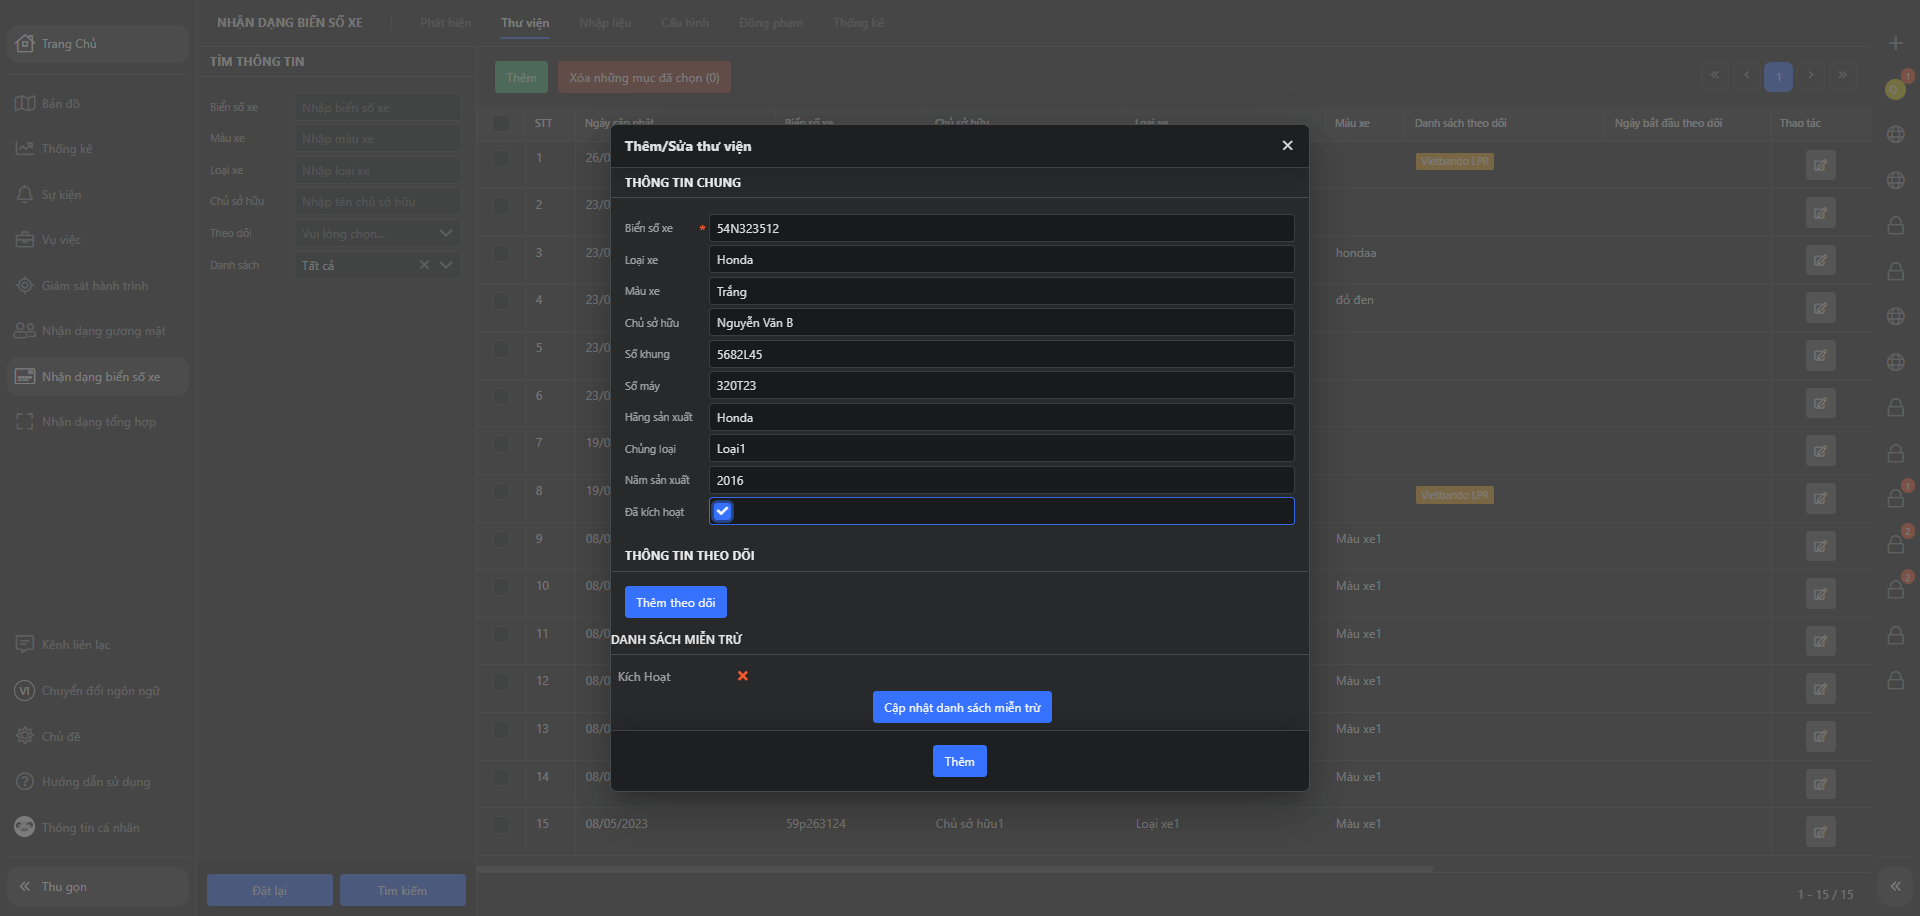 Trang Chủ
Bản đồ
Thống kê
Sự kiện
Vụ việc
Giám sát hành trình
Nhận dạng gương mặt
Nhận dạng biển số xe
Nhận dạng tổng hợp
Kênh liên lạc
VI Chuyển đổi ngôn ngữ
Chủ đề
Hướng dẫn sử dụng
Thông tin cá nhân
Thu gọn
NHẬN DẠNG BIỂN SỐ XE
Phát hiện Thư viện Nhập liệu Cấu hình Đồng phạm Thống kê
TÌM THÔNG TIN
Biển số xe Nhập biển số xe
Màu xe Nhập màu xe
Loại xe Nhập loại xe
Chủ sở hữu Nhập tên chủ sở hữu
Theo dõi Vui lòng chọn...
Danh sách Tất cả
Đặt lại Tìm kiếm
Thêm Xóa những mục đã chọn (0)
1
STT Ngày cập nhật Biển số xe Chủ sở hữu Loại xe Màu xe Danh sách theo dõi Ngày bắt đầu theo dõi Thao tác
1 26/0 Vietbando LPR
2 23/0
3 23/0 hondaa
4 23/0 đỏ đen
5 23/0
6 23/0
7 19/0
8 19/0 Vietbando LPR
9 08/0 Màu xe1
10 08/0 Màu xe1
11 08/0 Màu xe1
12 08/0 Màu xe1
13 08/0 Màu xe1
14 08/0 Màu xe1
15 08/05/2023 59p263124 Chủ sở hữu1 Loại xe1 Màu xe1
1 - 15 / 15
Thêm/Sửa thư viện
THÔNG TIN CHUNG
Biển số xe * 54N323512
Loại xe Honda
Màu xe Trắng
Chủ sở hữu Nguyễn Văn B
Số khung 5682L45
Số máy 320T23
Hãng sản xuất Honda
Chủng loại Loại1
Năm sản xuất 2016
Đã kích hoạt
THÔNG TIN THEO DÕI
Thêm theo dõi
DANH SÁCH MIỄN TRỪ
Kích Hoạt
Cập nhật danh sách miễn trừ
Thêm
1
Q
1
2
2